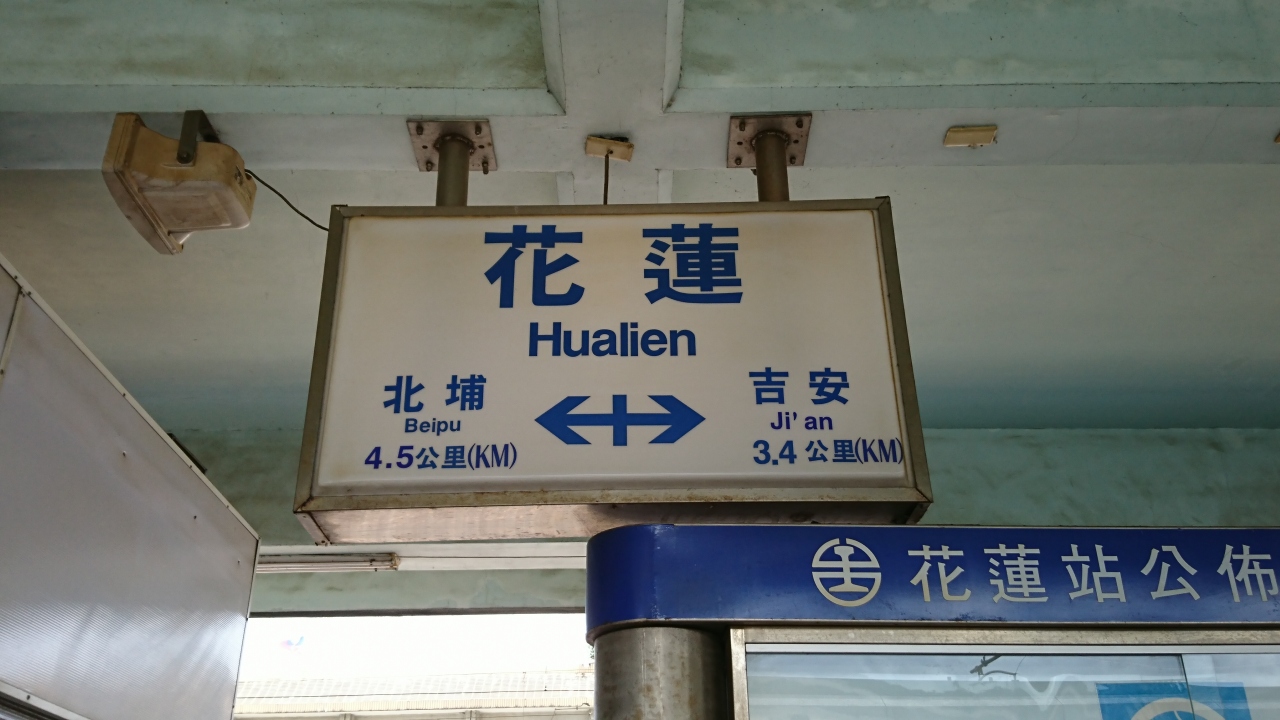 花蓮
Hualien
北埔
Beipu
4.5公里(KM)
吉安
Ji'an
3.4公里(KM)
花蓮站公佈